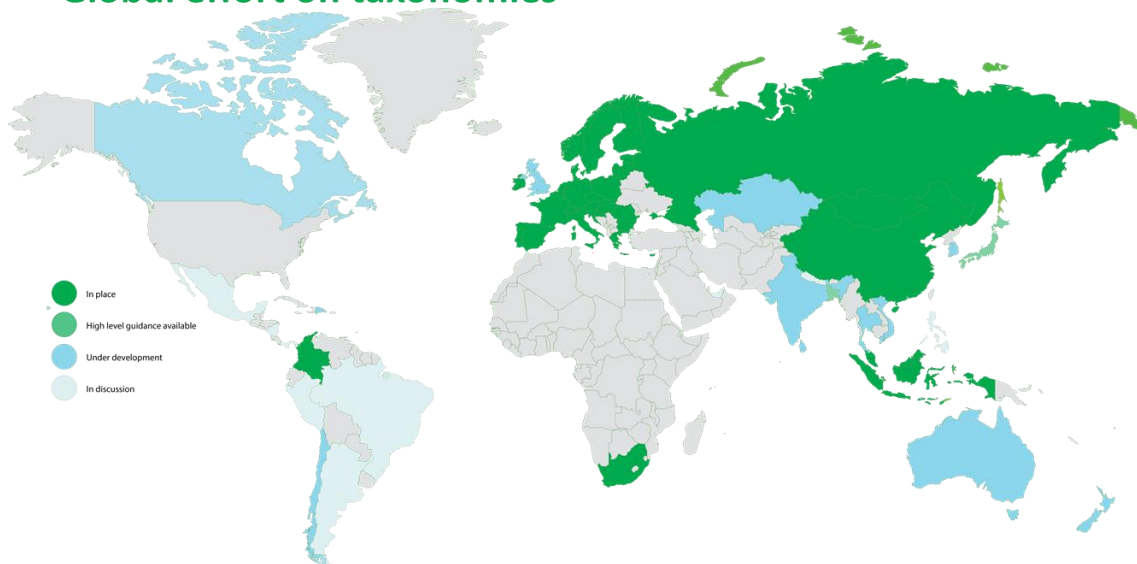 Global effort on taxonomies
In place
High level guidance available
Under development
In discussion